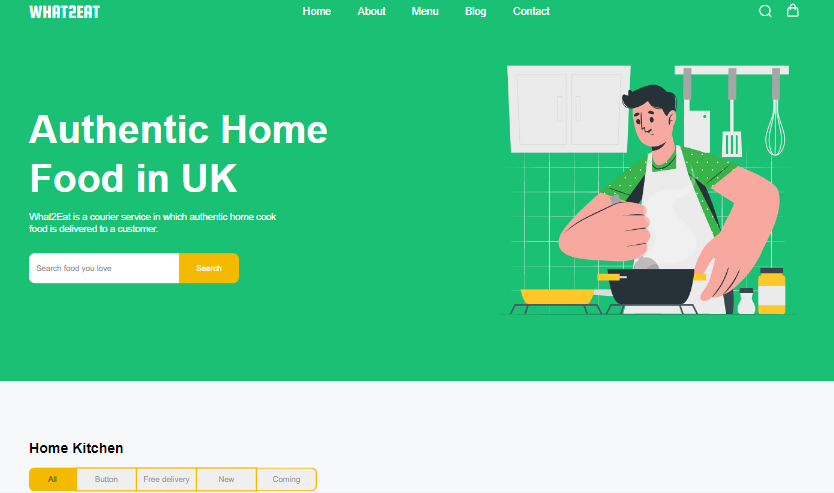 WHAT2EAT
Home About Menu Blog Contact
Authentic Home
Food in UK
What2Eat is a courier service in which authentic home cook
food is delivered to a customer.
Search food you love Search
Home Kitchen
All Button Free delivery New Coming